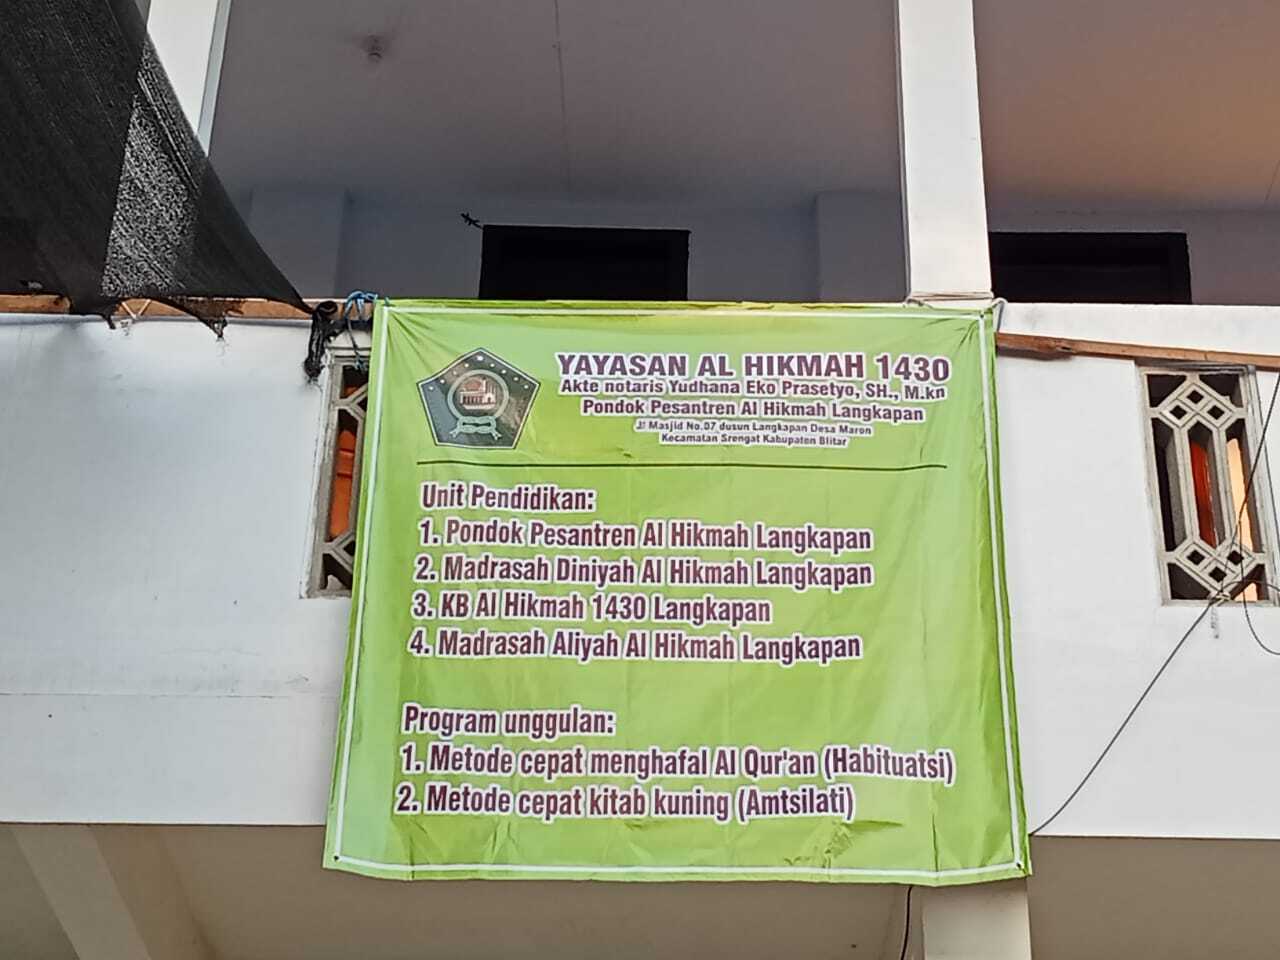 YAYASAN AL HIKMAH 1430
Akte notaris Yudhana Eko Prasetyo, SH., M.kn
Pondok Pesantren Al Hikmah Langkapan
Jl Masjid No.07 dusun Langkapan Desa Maron
Kecamatan Srengat Kabupaten Blitar
Unit Pendidikan:
1. Pondok Pesantren Al Hikmah Langkapan
2. Madrasah Diniyah Al Hikmah Langkapan
3. KB Al Hikmah 1430 Langkapan
4. Madrasah Aliyah Al Hikmah Langkapan
Program unggulan:
1. Metode cepat menghafal Al Qur'an (Habituatsi)
2. Metode cepat kitab kuning (Amtsilati)